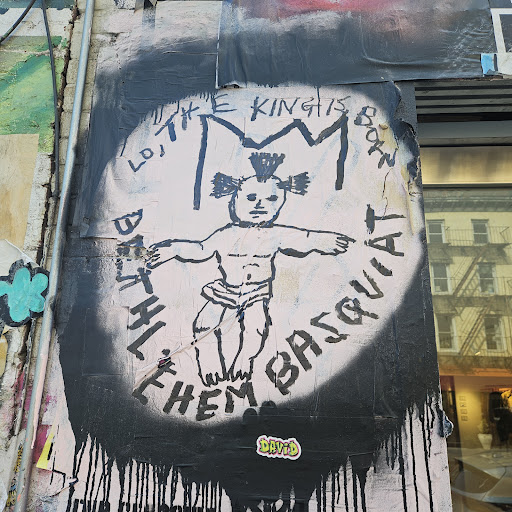 LO, THE KING IS BORN
BETHLEHEM BASQUIAT
DAViD